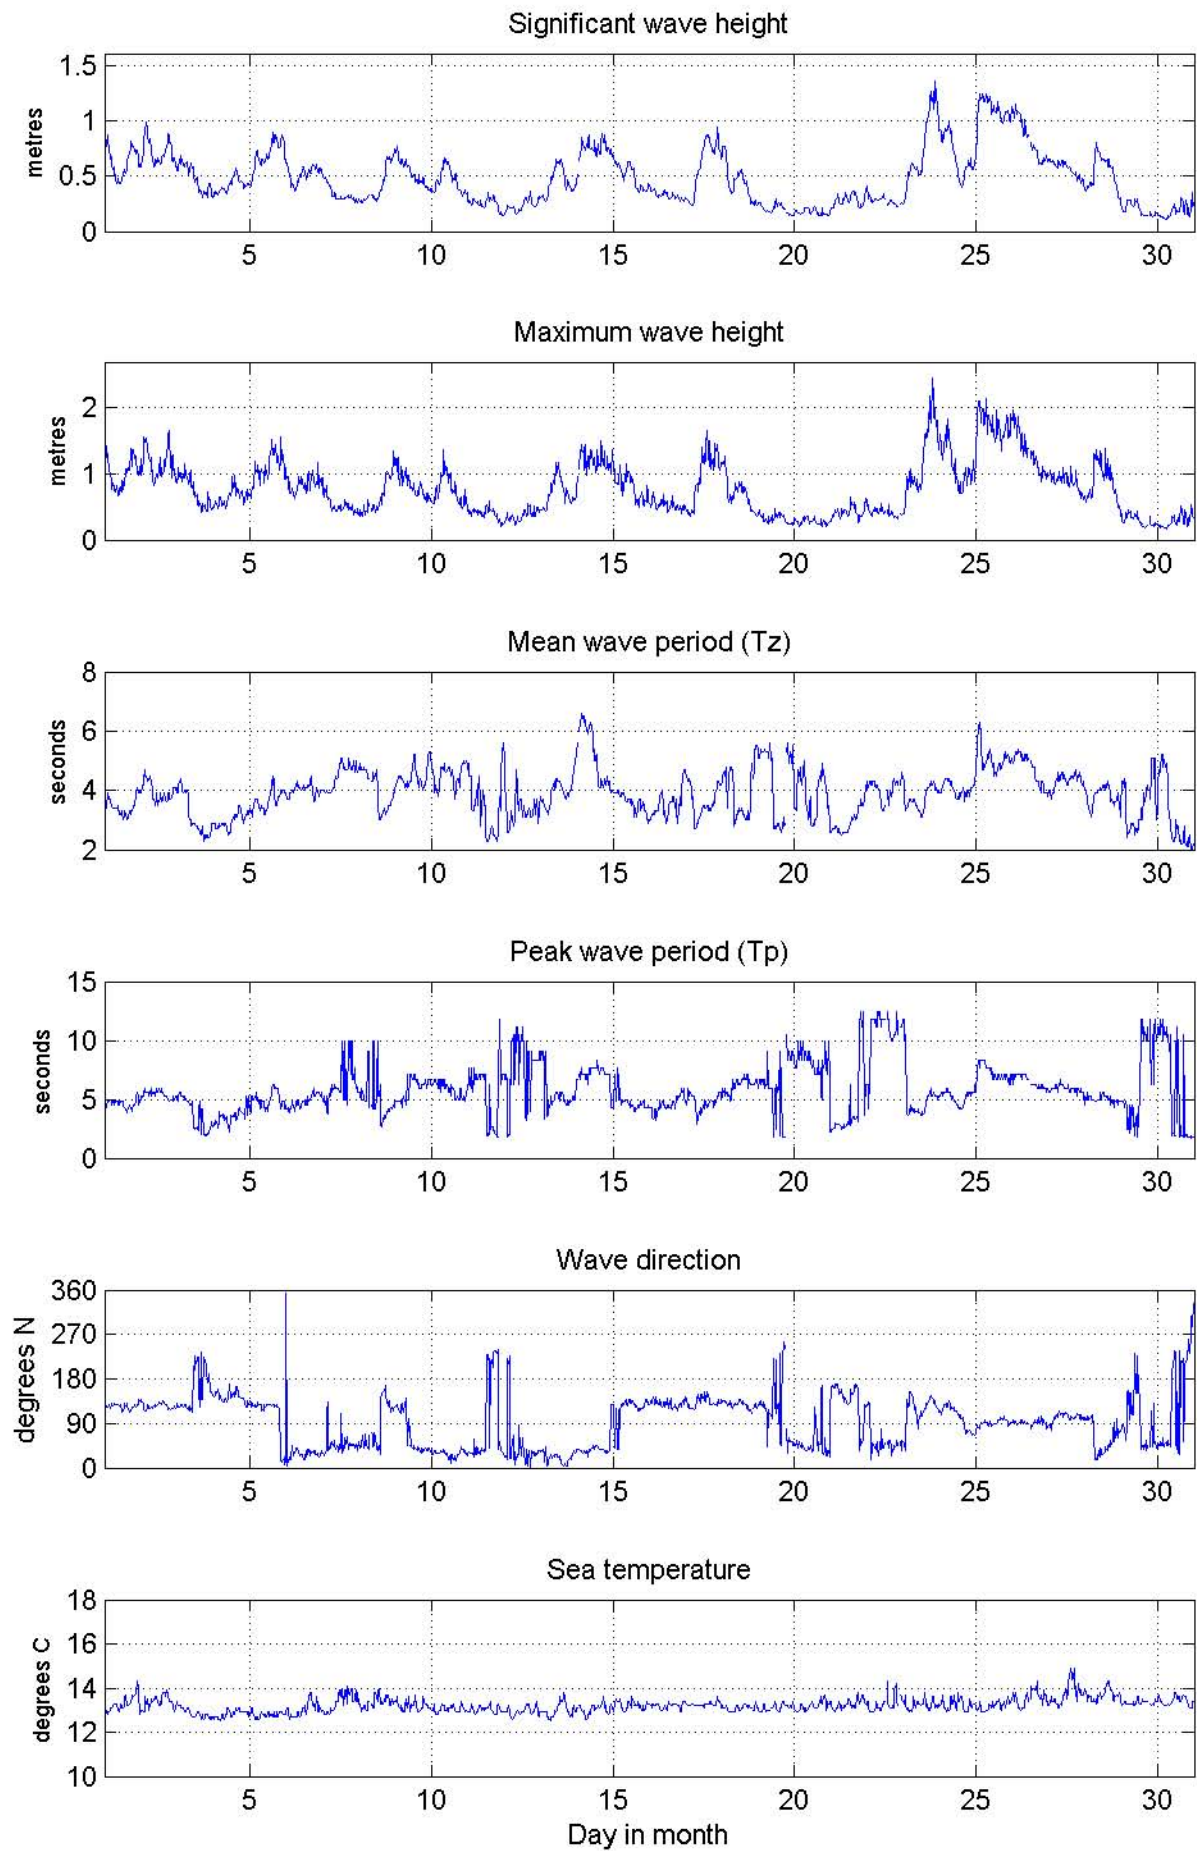 Significant wave height
1.5
1
0.5
0
metres
5 10 15 20 25 30
Maximum wave height
2
1
0
metres
5 10 15 20 25 30
Mean wave period (Tz)
8
6
4
2
seconds
5 10 15 20 25 30
Peak wave period (Tp)
15
10
5
0
seconds
5 10 15 20 25 30
Wave direction
360
270
180
90
0
degrees N
5 10 15 20 25 30
Sea temperature
18
16
14
12
10
degrees C
5 10 15 20 25 30
Day in month